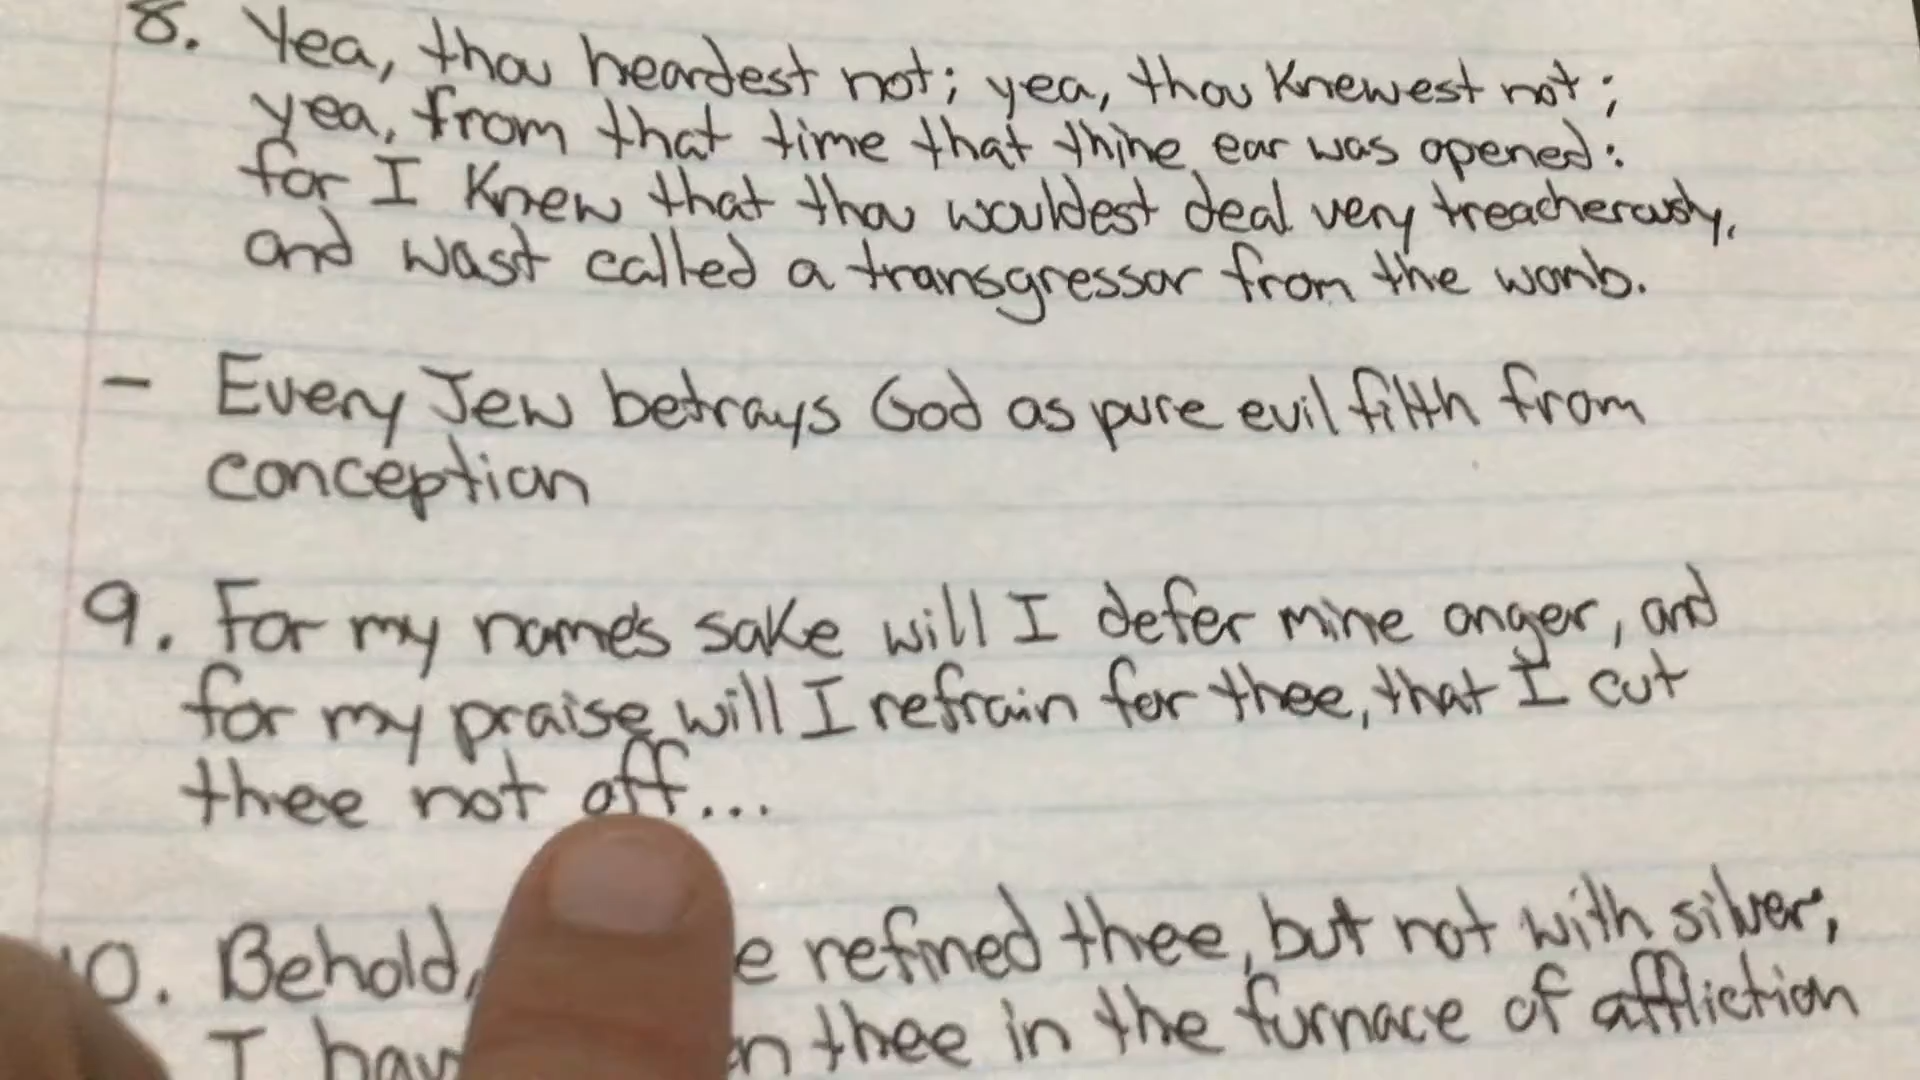 8. Yea, thou heardest not; yea, thou knewest not;
yea, from that time that thine ear was opened:
for I knew that thou wouldest deal very treacherously,
and wast called a transgressor from the womb.
- Every Jew betrays God as pure evil filth from
conception
9. For my name's sake will I defer mine anger, and
for my praise will I refrain for thee, that I cut
thee not off...
10. Behold, e refined thee, but not with silver,
I hav n thee in the furnace of affliction